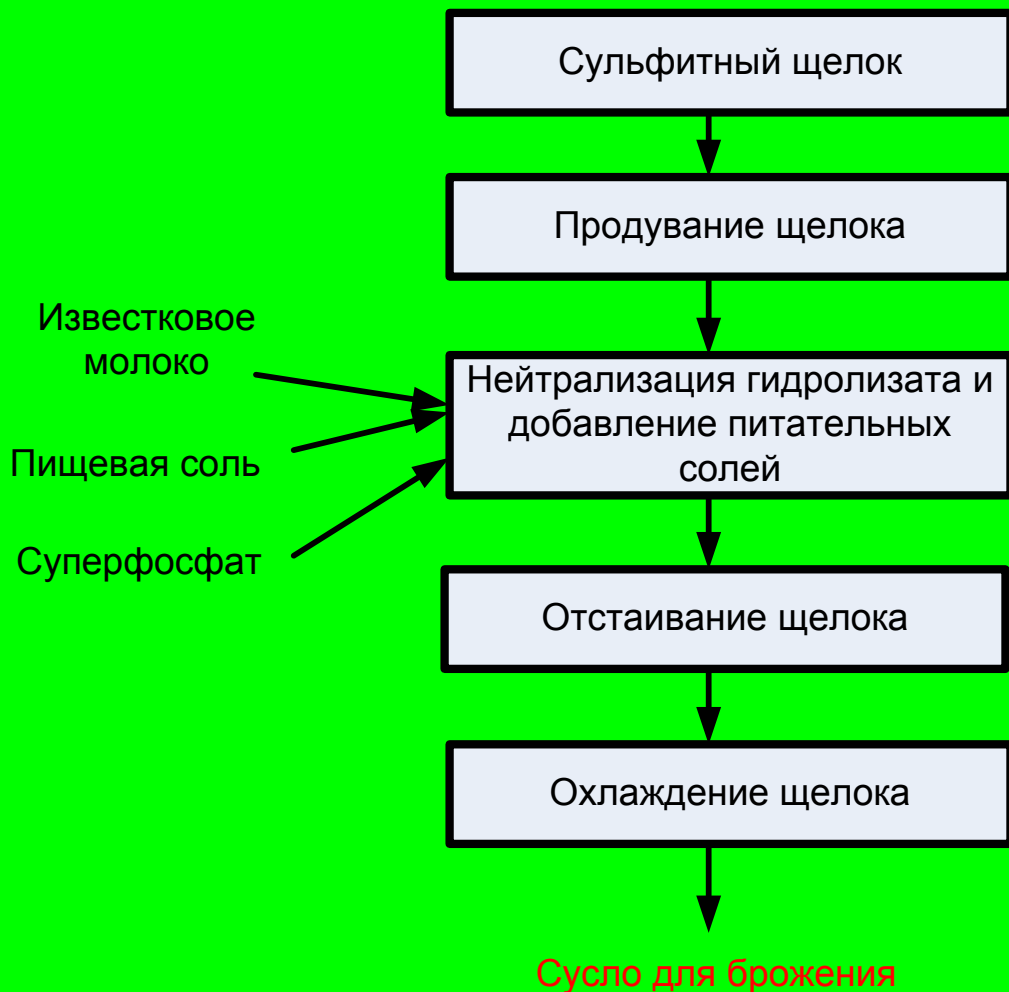 Сульфитный щелок
Продувание щелока
Известковое
молоко
Пищевая соль
Суперфосфат
Нейтрализация гидролизата и
добавление питательных
солей
Отстаивание щелока
Охлаждение щелока
Сусло для брожения